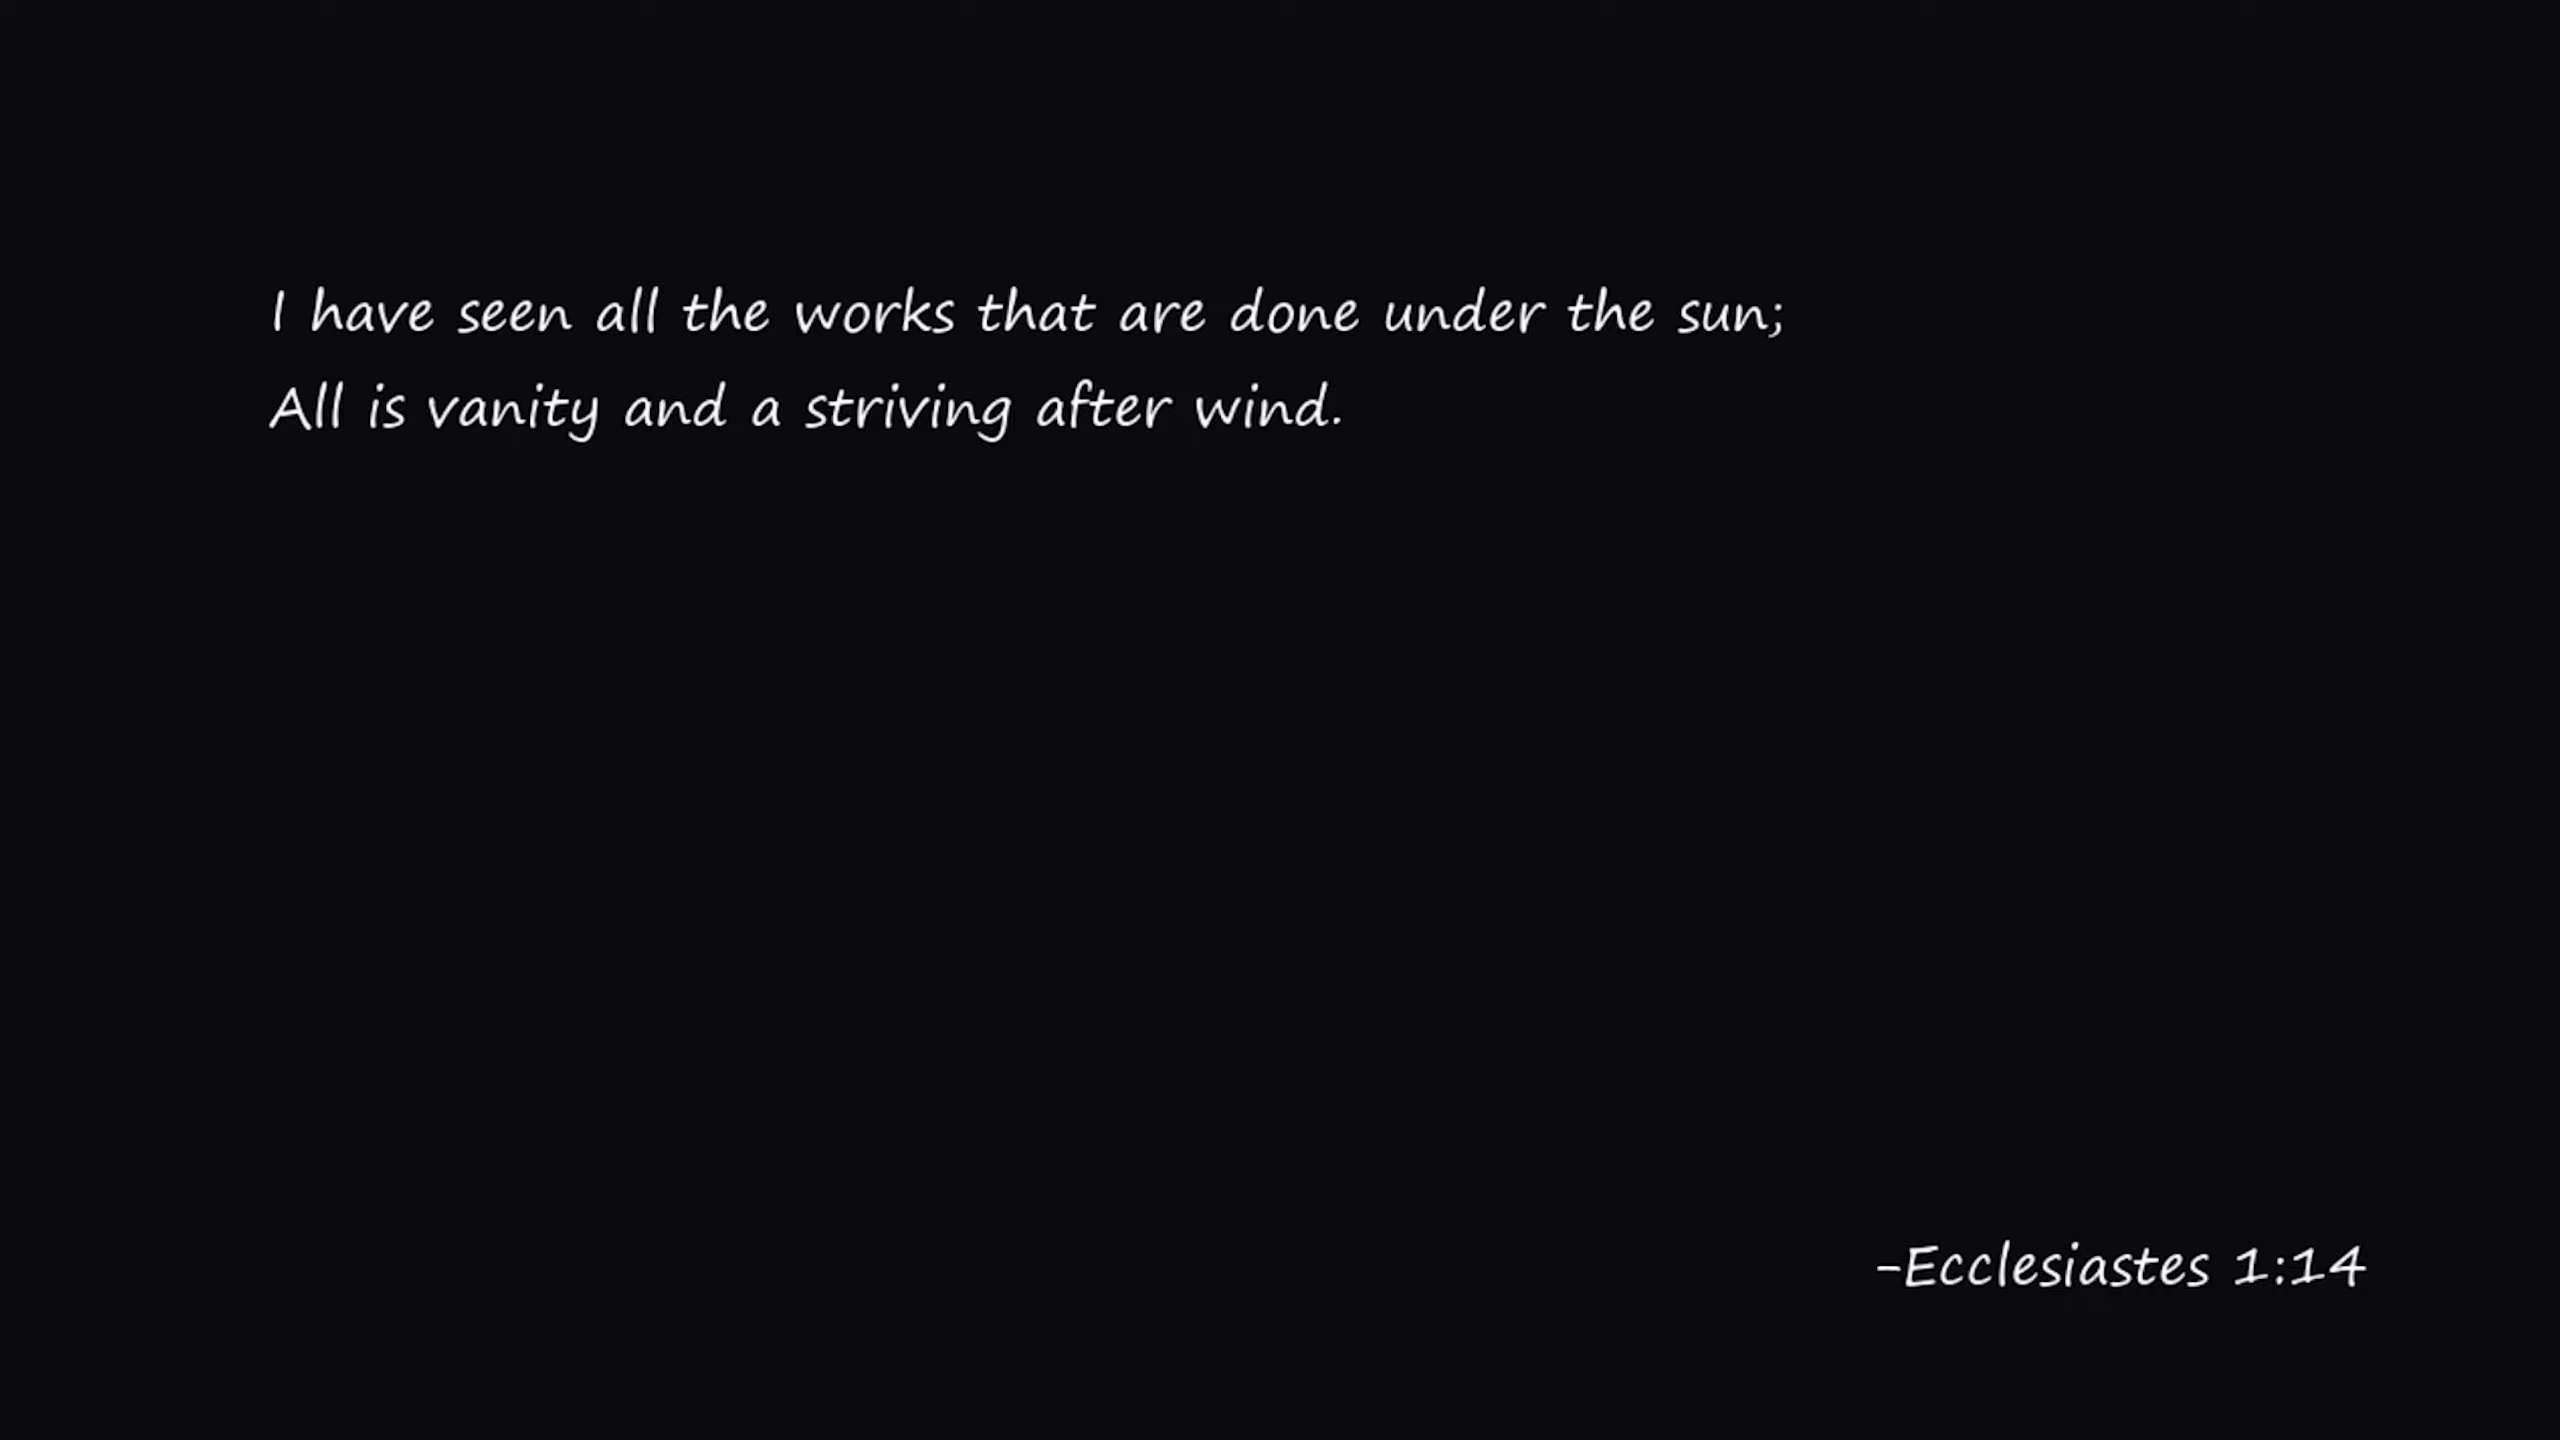 I have seen all the works that are done under the sun;
All is vanity and a striving after wind.
-Ecclesiastes 1:14